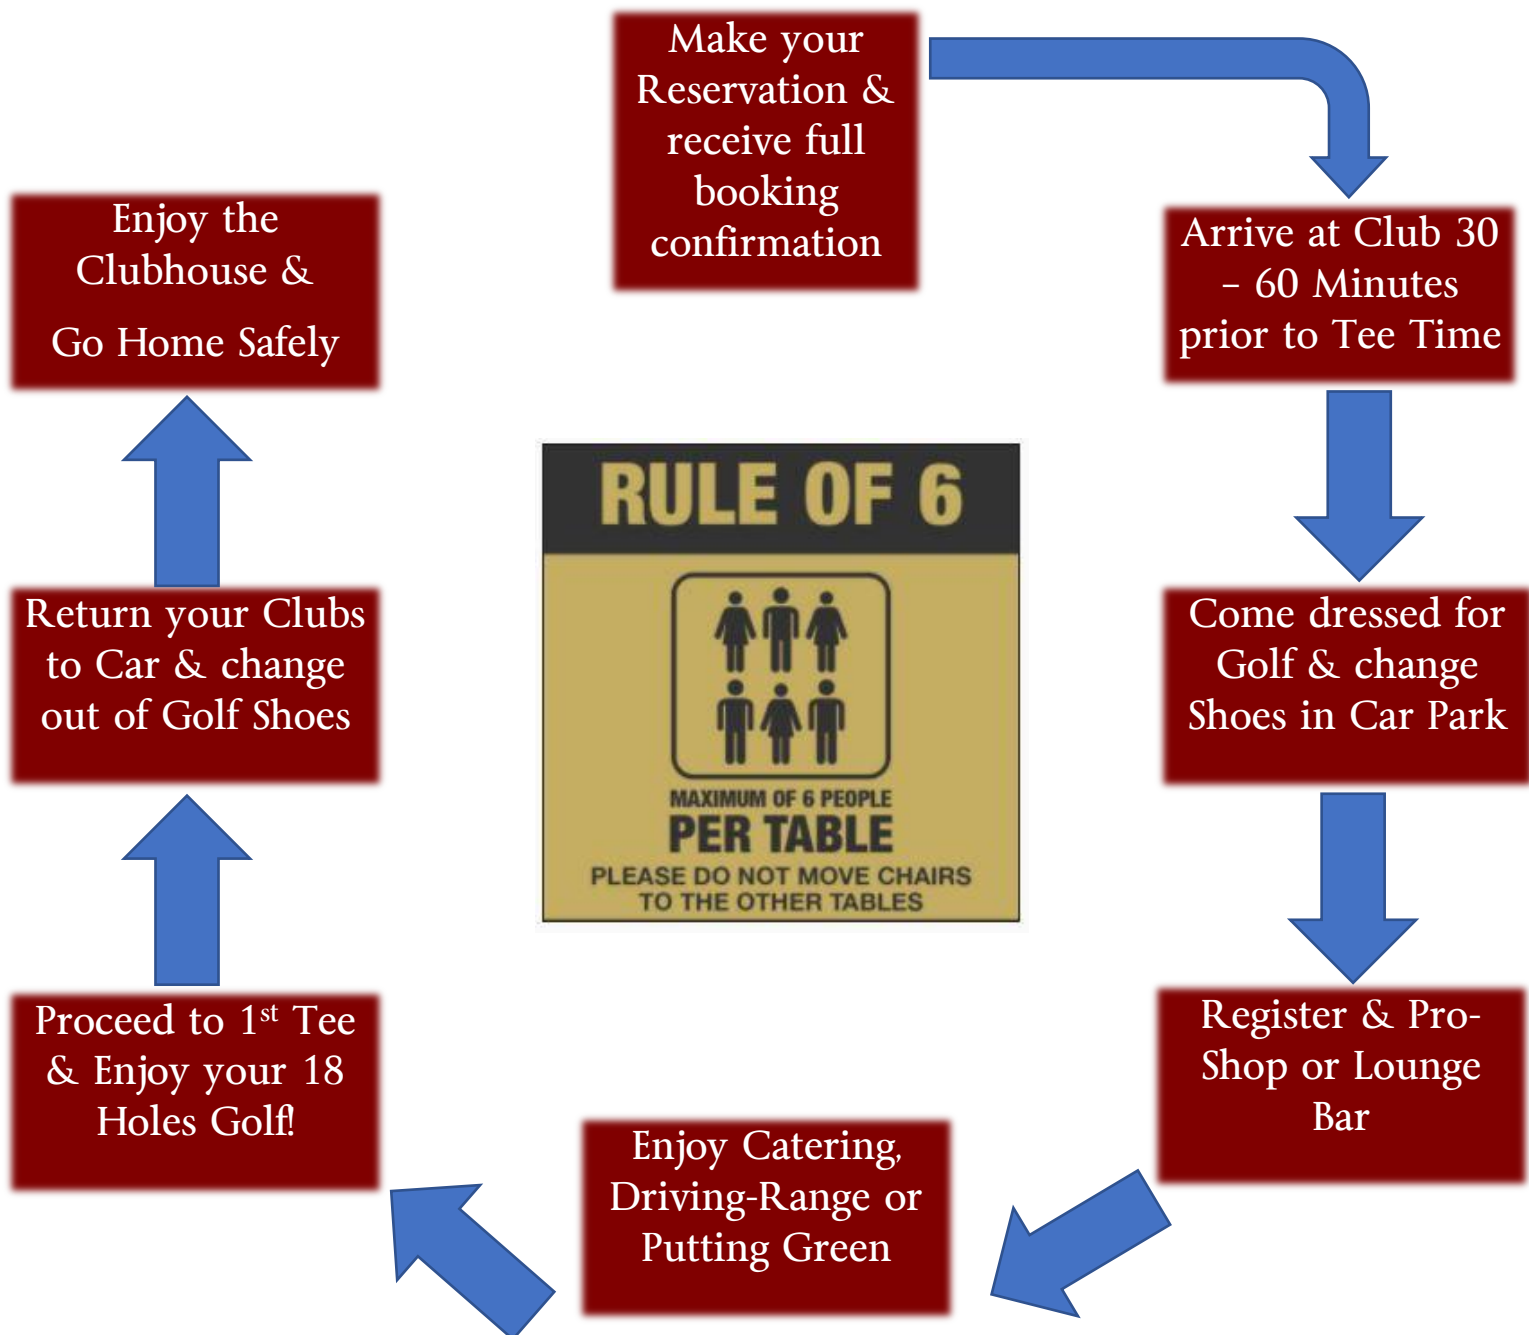 Make your
Reservation &
receive full
booking
confirmation
Arrive at Club 30
– 60 Minutes
prior to Tee Time
Come dressed for
Golf & change
Shoes in Car Park
Register & Pro-
Shop or Lounge
Bar
Enjoy Catering,
Driving-Range or
Putting Green
Proceed to 1st Tee
& Enjoy your 18
Holes Golf!
Return your Clubs
to Car & change
out of Golf Shoes
Enjoy the
Clubhouse &
Go Home Safely
RULE OF 6
MAXIMUM OF 6 PEOPLE
PER TABLE
PLEASE DO NOT MOVE CHAIRS
TO THE OTHER TABLES